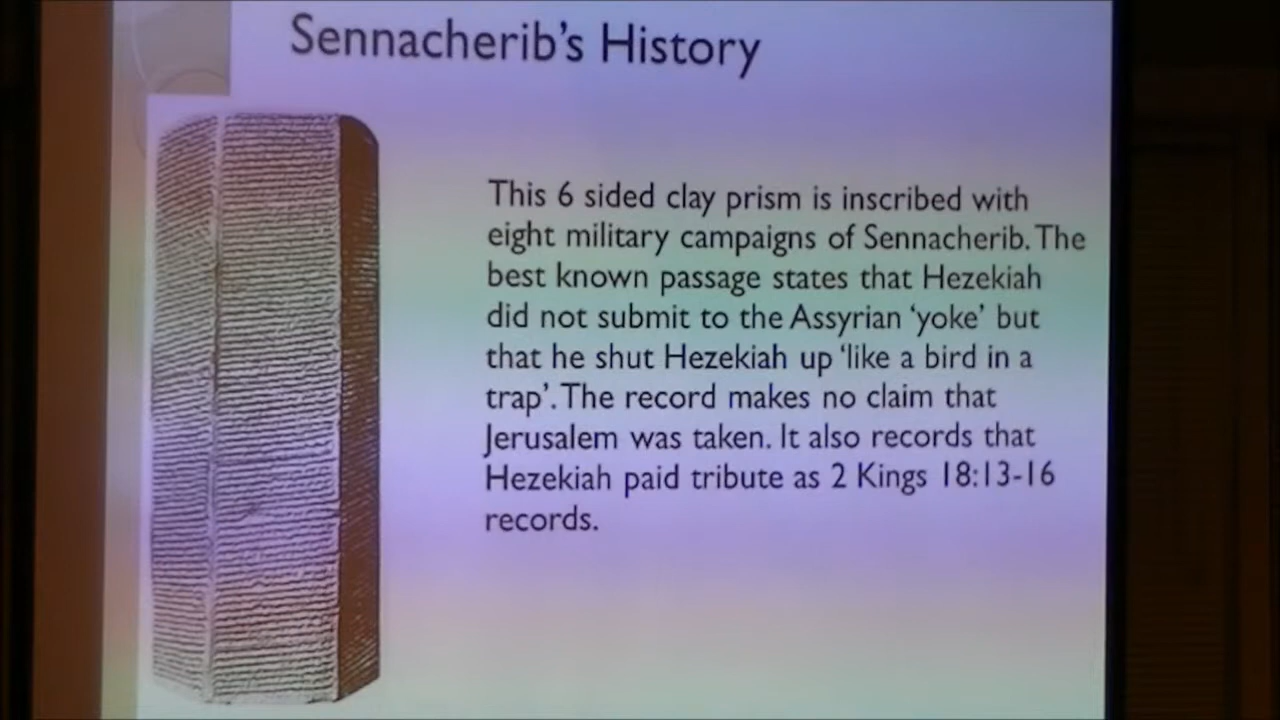 Sennacherib's History
This 6 sided clay prism is inscribed with
eight military campaigns of Sennacherib. The
best known passage states that Hezekiah
did not submit to the Assyrian ‘yoke’ but
that he shut Hezekiah up ‘like a bird in a
trap’. The record makes no claim that
Jerusalem was taken. It also records that
Hezekiah paid tribute as 2 Kings 18:13-16
records.